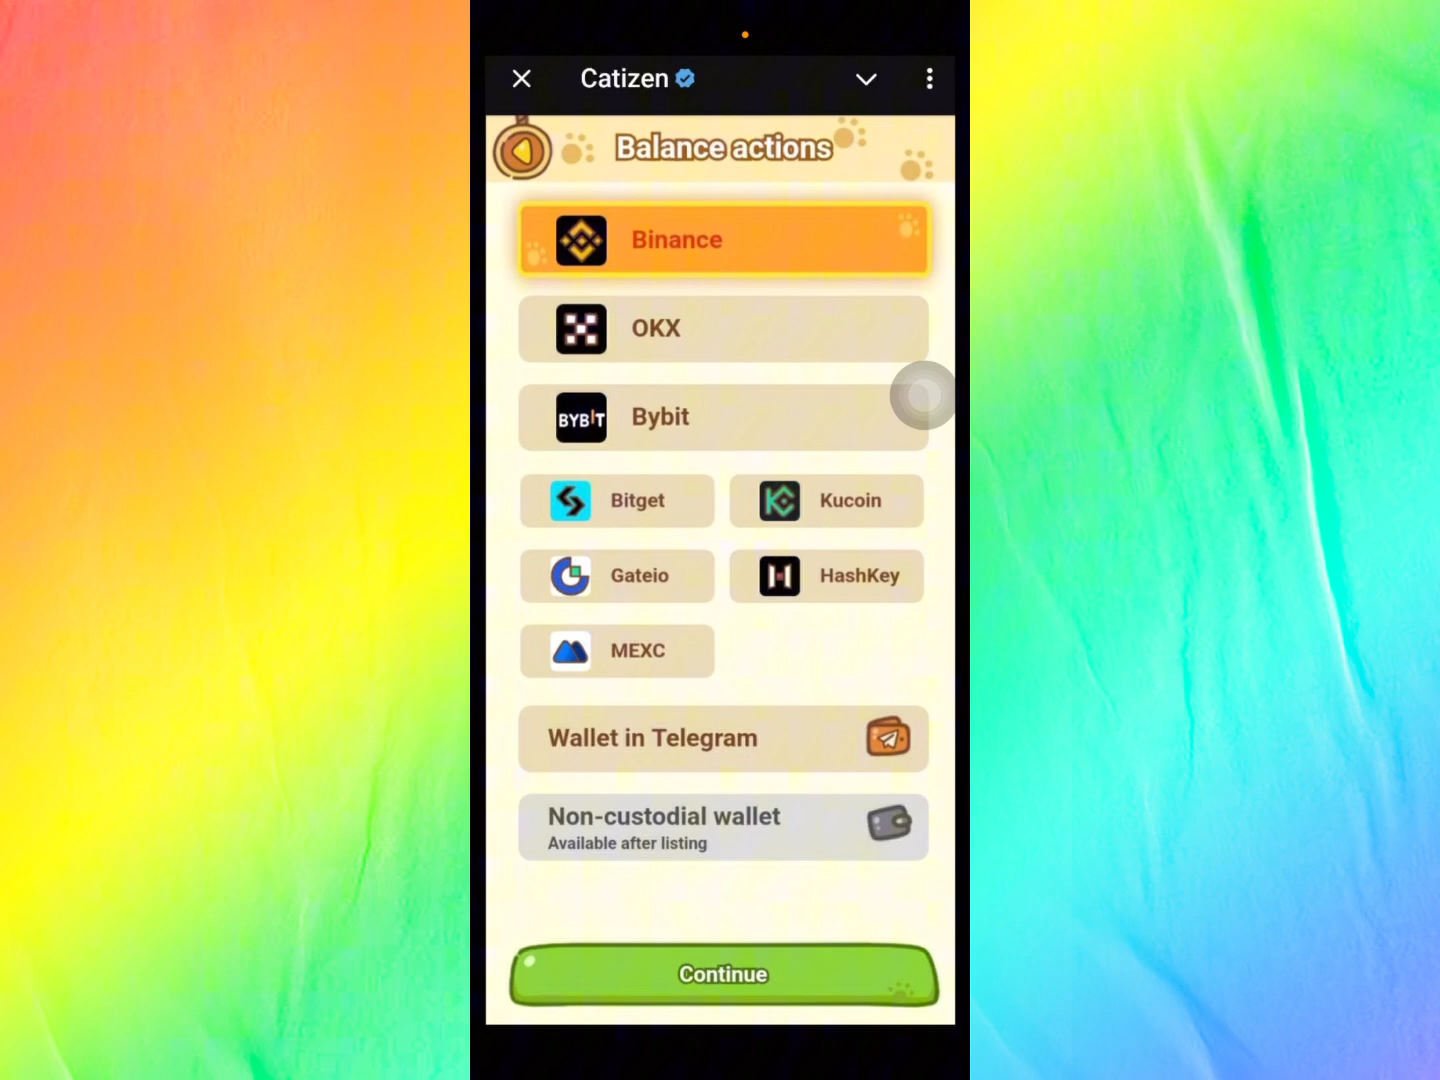 Catizen
Balance actions
Binance
OKX
BYBIT Bybit
Bitget
Kucoin
Gateio
HashKey
MEXC
Wallet in Telegram
Non-custodial wallet
Available after listing
Continue